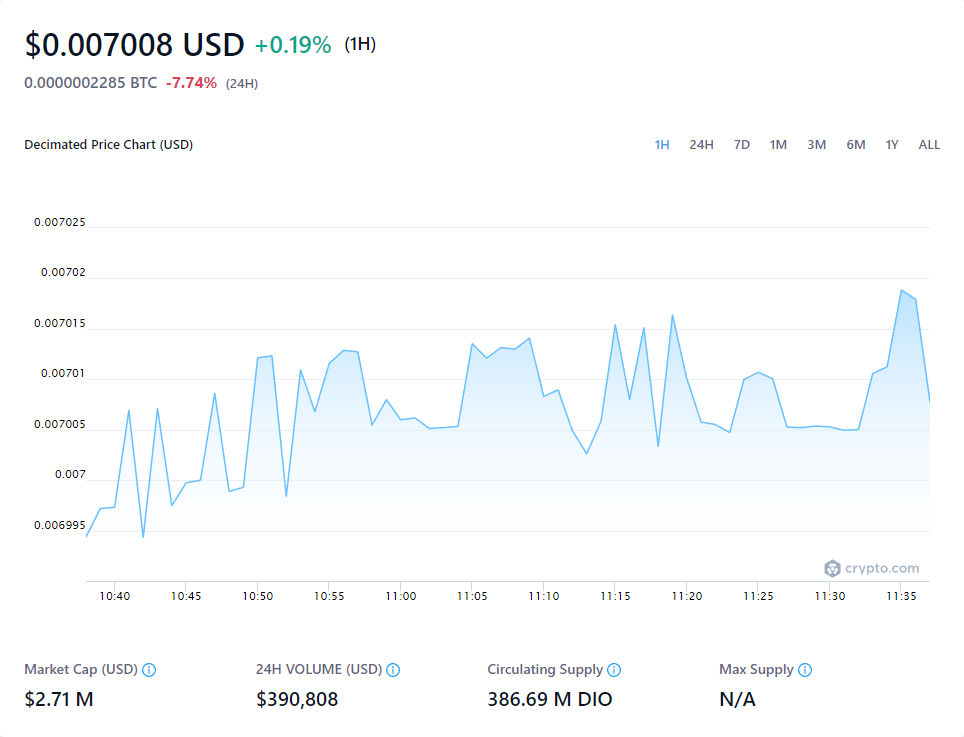 $0.007008 USD +0.19% (1H)
0.0000002285 BTC -7.74% (24H)
Decimated Price Chart (USD) 1H 24H 7D 1M 3M 6M 1Y ALL
0.007025
0.00702
0.007015
0.00701
0.007005
0.007
0.006995
crypto.com
10:40 10:45 10:50 10:55 11:00 11:05 11:10 11:15 11:20 11:25 11:30 11:35
Market Cap (USD) 24H VOLUME (USD) Circulating Supply Max Supply
$2.71 M $390,808 386.69 M DIO N/A